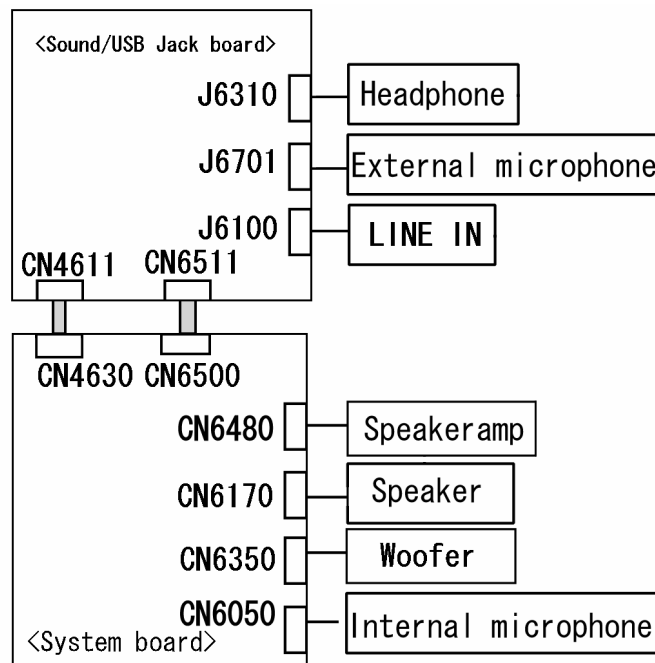 <Sound/USB Jack board>
J6310
Headphone
J6701
External microphone
J6100
LINE IN
CN4611
CN6511
CN4630
CN6500
CN6480
Speakeramp
CN6170
Speaker
CN6350
Woofer
CN6050
Internal microphone
<System board>